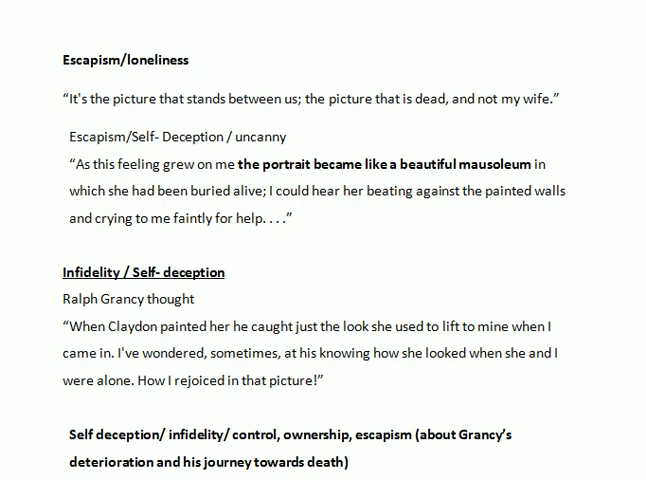 Escapism/loneliness
“It's the picture that stands between us; the picture that is dead, and not my wife.”
Escapism/Self- Deception / uncanny
“As this feeling grew on me the portrait became like a beautiful mausoleum in
which she had been buried alive; I could hear her beating against the painted walls
and crying to me faintly for help. . . .”
Infidelity / Self- deception
Ralph Grancy thought
“When Claydon painted her he caught just the look she used to lift to mine when I
came in. I've wondered, sometimes, at his knowing how she looked when she and I
were alone. How I rejoiced in that picture!”
Self deception/ infidelity/ control, ownership, escapism (about Grancy’s
deterioration and his journey towards death)